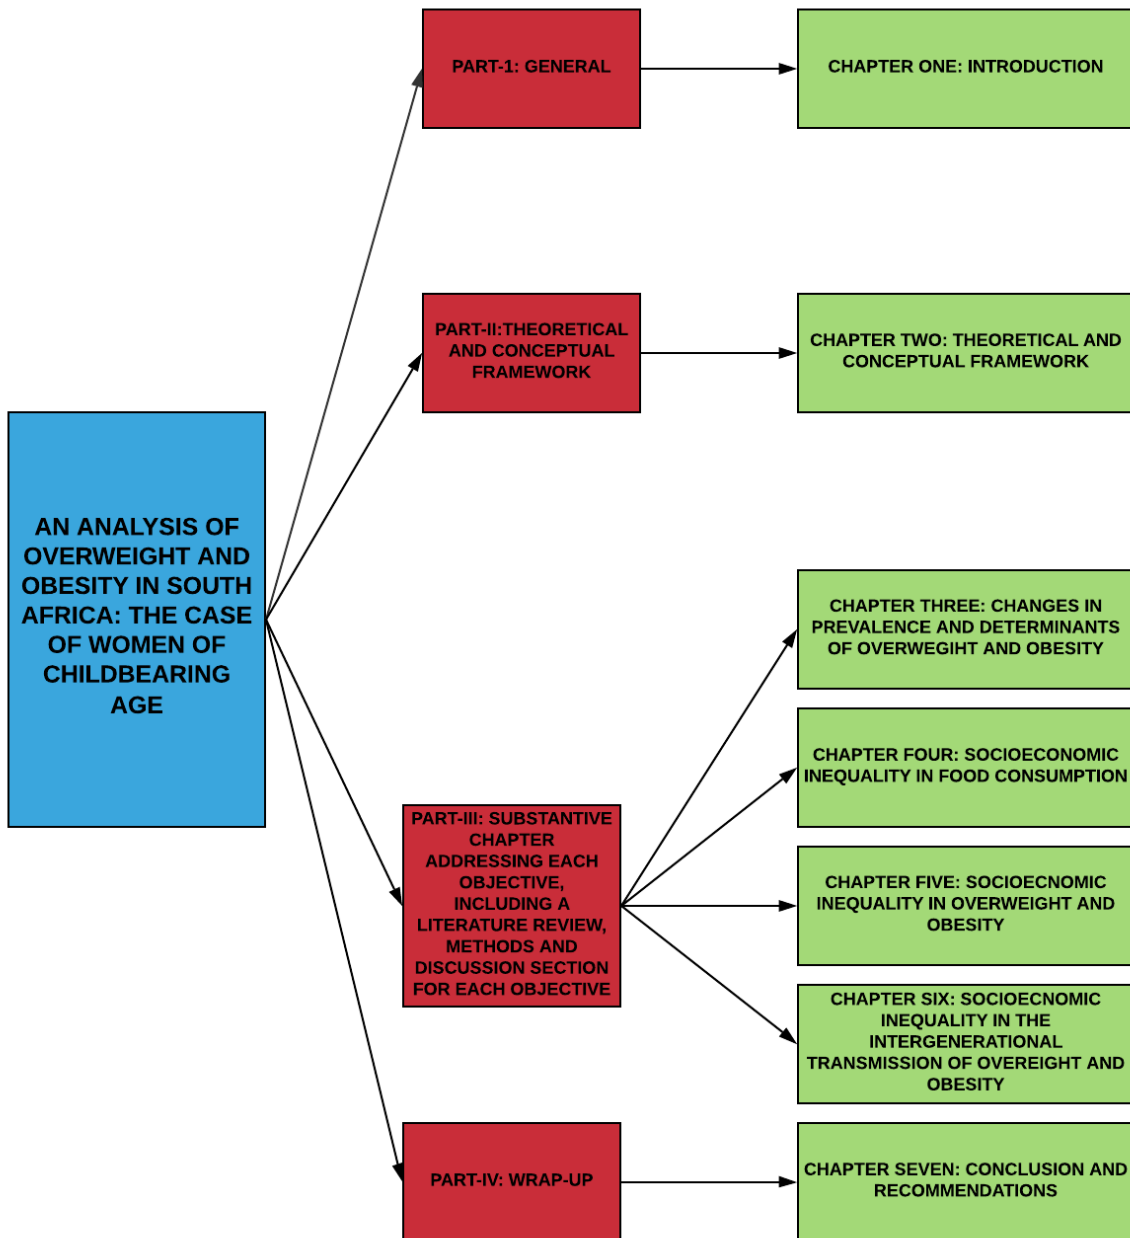 PART-1: GENERAL
CHAPTER ONE: INTRODUCTION
PART-II:THEORETICAL
AND CONCEPTUAL
FRAMEWORK
CHAPTER TWO: THEORETICAL AND
CONCEPTUAL FRAMEWORK
AN ANALYSIS OF
OVERWEIGHT AND
OBESITY IN SOUTH
AFRICA: THE CASE
OF WOMEN OF
CHILDBEARING
AGE
PART-III: SUBSTANTIVE
CHAPTER
ADDRESSING EACH
OBJECTIVE,
INCLUDING A
LITERATURE REVIEW,
METHODS AND
DISCUSSION SECTION
FOR EACH OBJECTIVE
CHAPTER THREE: CHANGES IN
PREVALENCE AND DETERMINANTS
OF OVERWEGIHT AND OBESITY
CHAPTER FOUR: SOCIOECONOMIC
INEQUALITY IN FOOD CONSUMPTION
CHAPTER FIVE: SOCIOECNOMIC
INEQUALITY IN OVERWEIGHT AND
OBESITY
CHAPTER SIX: SOCIOECNOMIC
INEQUALITY IN THE
INTERGENERATIONAL
TRANSMISSION OF OVEREIGHT AND
OBESITY
PART-IV: WRAP-UP
CHAPTER SEVEN: CONCLUSION AND
RECOMMENDATIONS